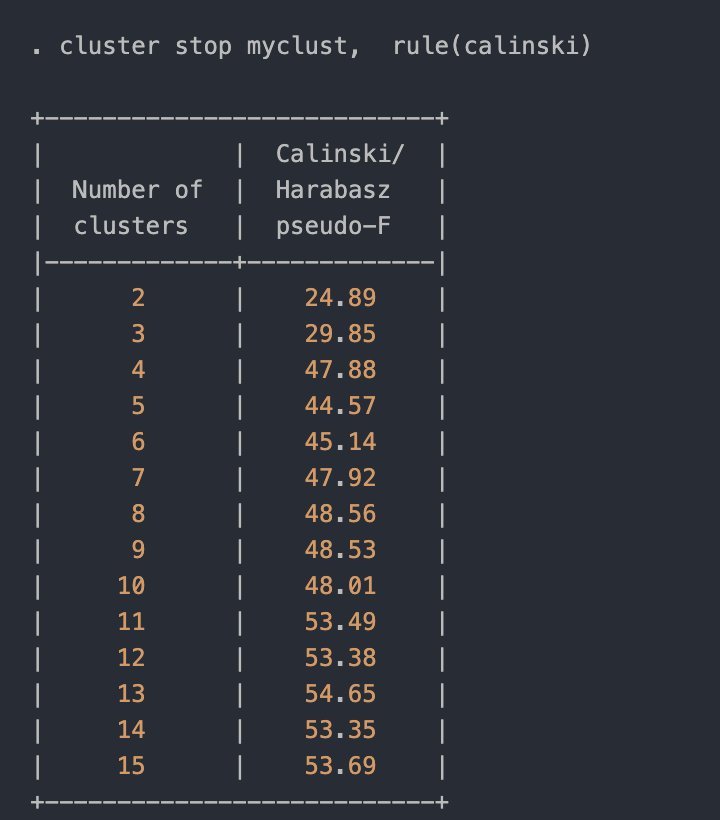 . cluster stop myclust,  rule(calinski)
+---------------------------+
|             |  Calinski/  |
|  Number of  |  Harabasz   |
|  clusters   |  pseudo-F   |
|-------------+-------------|
|      2      |    24.89    |
|      3      |    29.85    |
|      4      |    47.88    |
|      5      |    44.57    |
|      6      |    45.14    |
|      7      |    47.92    |
|      8      |    48.56    |
|      9      |    48.53    |
|     10      |    48.01    |
|     11      |    53.49    |
|     12      |    53.38    |
|     13      |    54.65    |
|     14      |    53.35    |
|     15      |    53.69    |
+---------------------------+